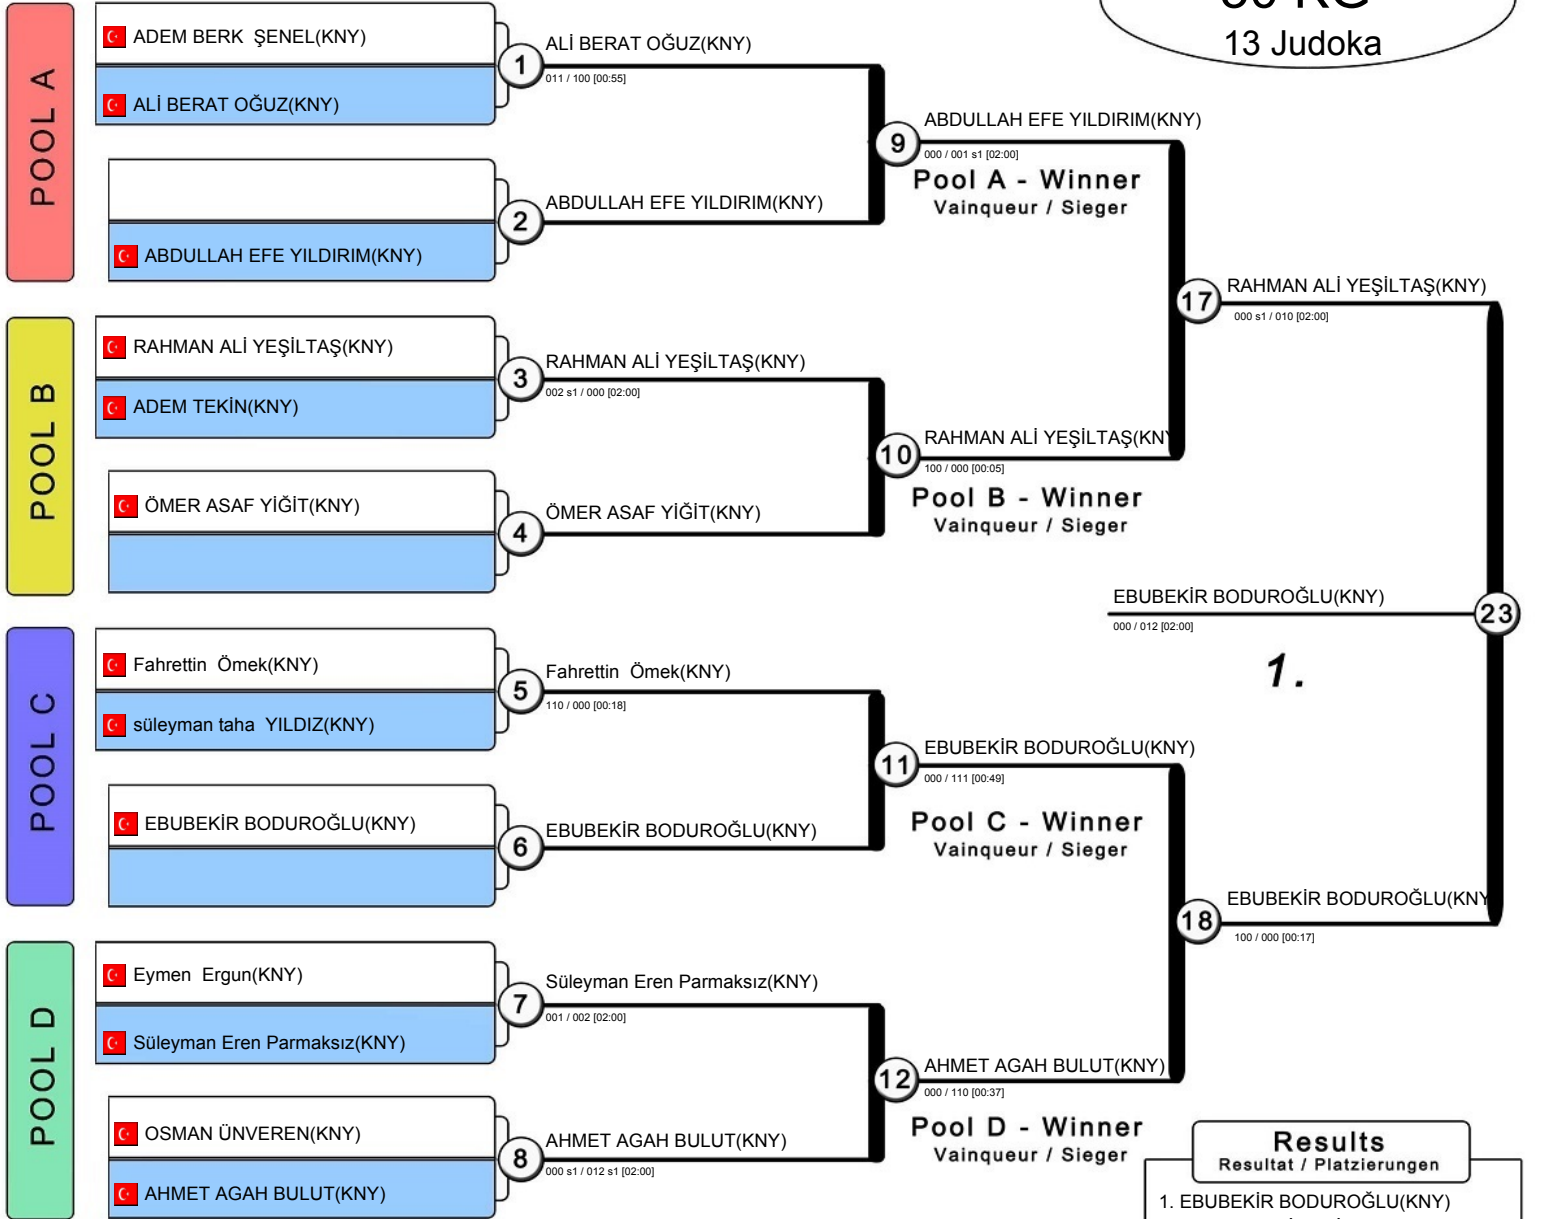 13 Judoka
POOL A
ADEM BERK  ŞENEL(KNY)
ALİ BERAT OĞUZ(KNY)
1
ALİ BERAT OĞUZ(KNY)
011 / 100 [00:55]
ABDULLAH EFE YILDIRIM(KNY)
2
ABDULLAH EFE YILDIRIM(KNY)
9
ABDULLAH EFE YILDIRIM(KNY)
000 / 001 s1 [02:00]
Pool A - Winner
Vainqueur / Sieger
POOL B
RAHMAN ALİ YEŞİLTAŞ(KNY)
ADEM TEKİN(KNY)
3
RAHMAN ALİ YEŞİLTAŞ(KNY)
002 s1 / 000 [02:00]
ÖMER ASAF YİĞİT(KNY)
4
ÖMER ASAF YİĞİT(KNY)
10
RAHMAN ALİ YEŞİLTAŞ(KNY
100 / 000 [00:05]
Pool B - Winner
Vainqueur / Sieger
17
RAHMAN ALİ YEŞİLTAŞ(KNY)
000 s1 / 010 [02:00]
POOL C
Fahrettin  Ömek(KNY)
süleyman taha  YILDIZ(KNY)
5
Fahrettin  Ömek(KNY)
110 / 000 [00:18]
EBUBEKİR BODUROĞLU(KNY)
6
EBUBEKİR BODUROĞLU(KNY)
11
EBUBEKİR BODUROĞLU(KNY)
000 / 111 [00:49]
Pool C - Winner
Vainqueur / Sieger
POOL D
Eymen  Ergun(KNY)
Süleyman Eren Parmaksız(KNY)
7
Süleyman Eren Parmaksız(KNY)
001 / 002 [02:00]
OSMAN ÜNVEREN(KNY)
AHMET AGAH BULUT(KNY)
8
AHMET AGAH BULUT(KNY)
000 s1 / 012 s1 [02:00]
12
AHMET AGAH BULUT(KNY)
000 / 110 [00:37]
Pool D - Winner
Vainqueur / Sieger
18
EBUBEKİR BODUROĞLU(KNY
100 / 000 [00:17]
EBUBEKİR BODUROĞLU(KNY)
23
000 / 012 [02:00]
1.
Results
Resultat / Platzierungen
1. EBUBEKİR BODUROĞLU(KNY)